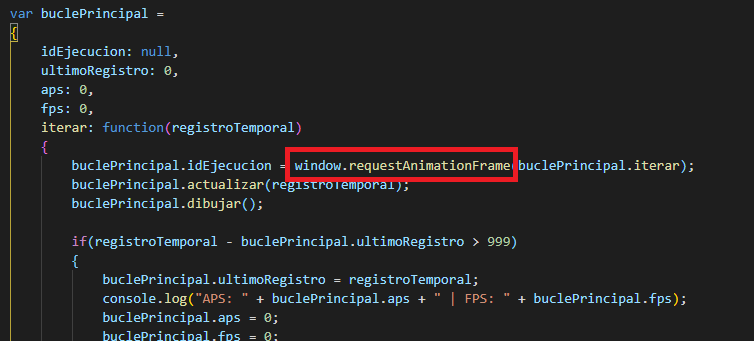 var buclePrincipal =
{
idEjecucion: null,
ultimoRegistro: 0,
aps: 0,
fps: 0,
iterar: function(registroTemporal)
{
buclePrincipal.idEjecucion = window.requestAnimationFrame(buclePrincipal.iterar);
buclePrincipal.actualizar(registroTemporal);
buclePrincipal.dibujar();
if(registroTemporal - buclePrincipal.ultimoRegistro > 999)
{
buclePrincipal.ultimoRegistro = registroTemporal;
console.log("APS: " + buclePrincipal.aps + " | FPS: " + buclePrincipal.fps);
buclePrincipal.aps = 0;
buclePrincipal.fps = 0;